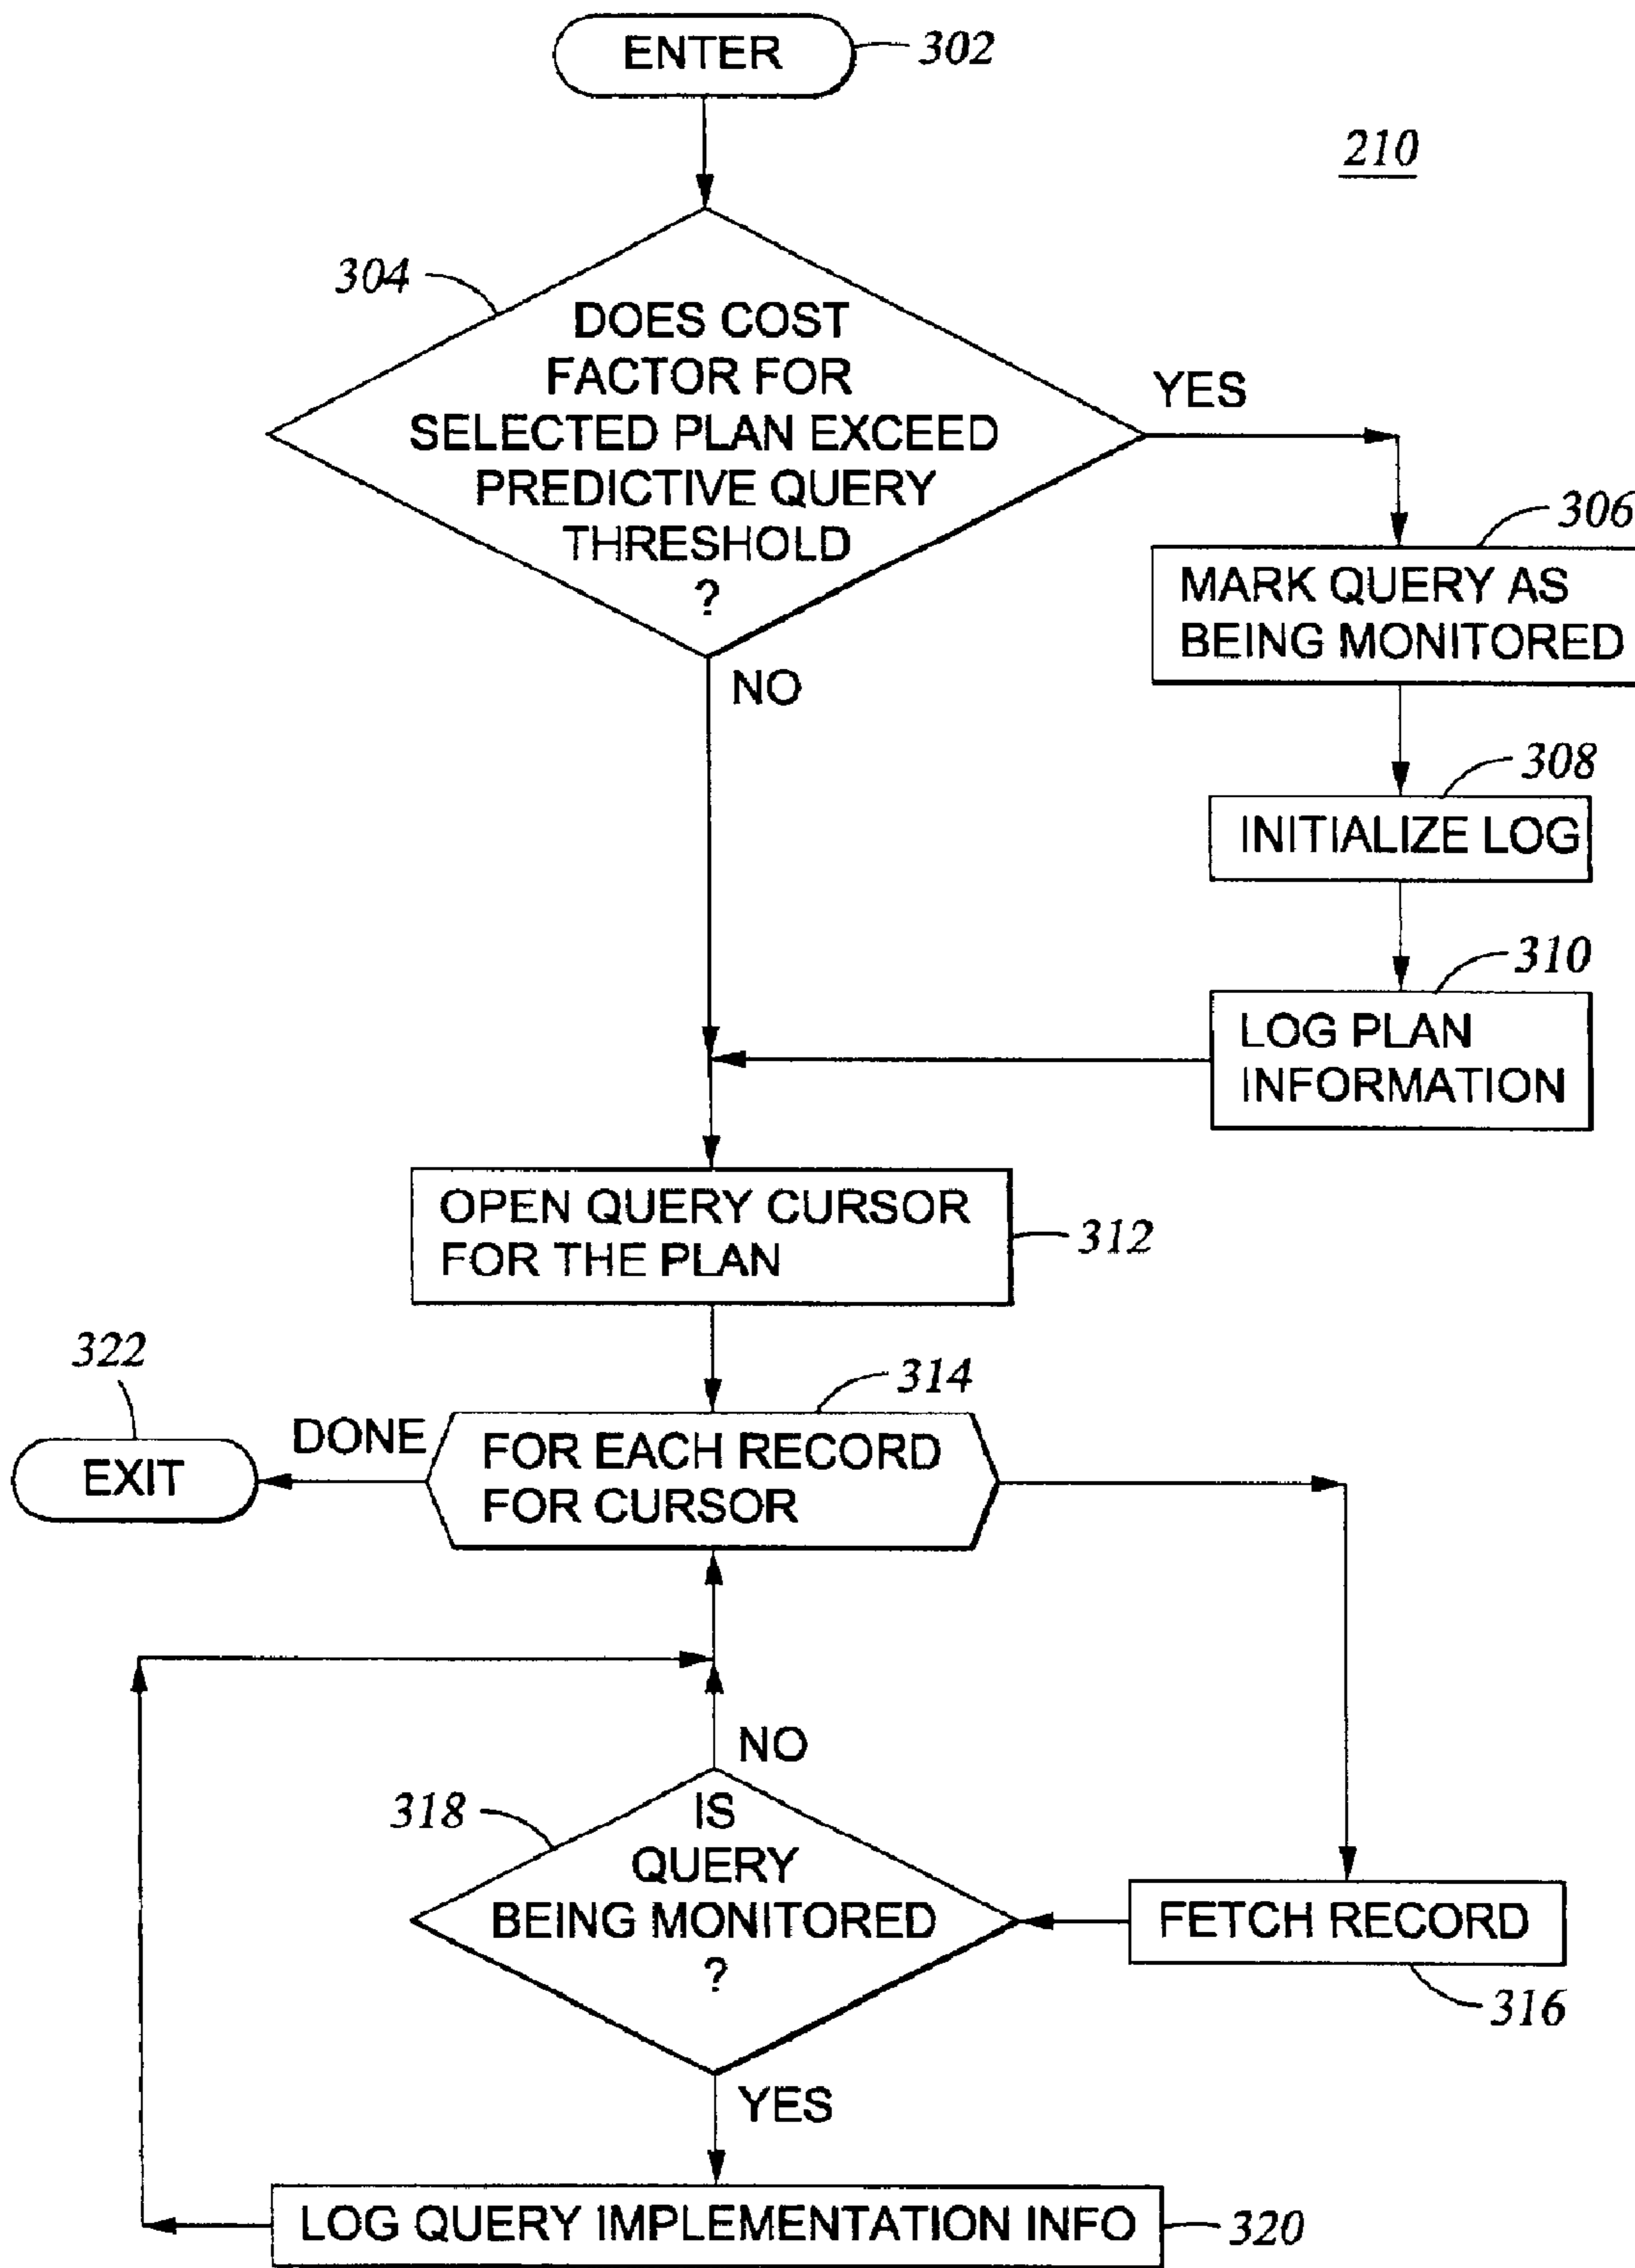 ENTER
302
210
304
DOES COST
FACTOR FOR
SELECTED PLAN EXCEED
PREDICTIVE QUERY
THRESHOLD
?
YES
NO
306
MARK QUERY AS
BEING MONITORED
308
INITIALIZE LOG
310
LOG PLAN
INFORMATION
OPEN QUERY CURSOR
FOR THE PLAN
312
322
314
DONE
EXIT
FOR EACH RECORD
FOR CURSOR
NO
318
IS
QUERY
BEING MONITORED
?
FETCH RECORD
316
YES
LOG QUERY IMPLEMENTATION INFO
320